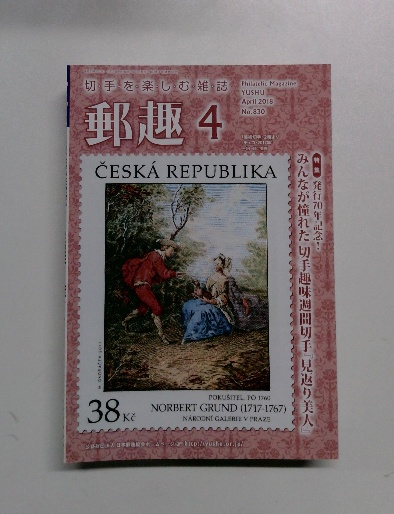 切手を楽しむ雑誌
Philatelic Magazine
YUSHU
April 2018
No.830
郵趣 4
特集 発行70年記念!
みんなが憧れた 切手趣味週間切手「見返り美人」
ČESKÁ REPUBLIKA
38 Kč
POKUŠITEL, PO 1760
NORBERT GRUND (1717-1767)
NÁRODNÍ GALERIE V PRAZE